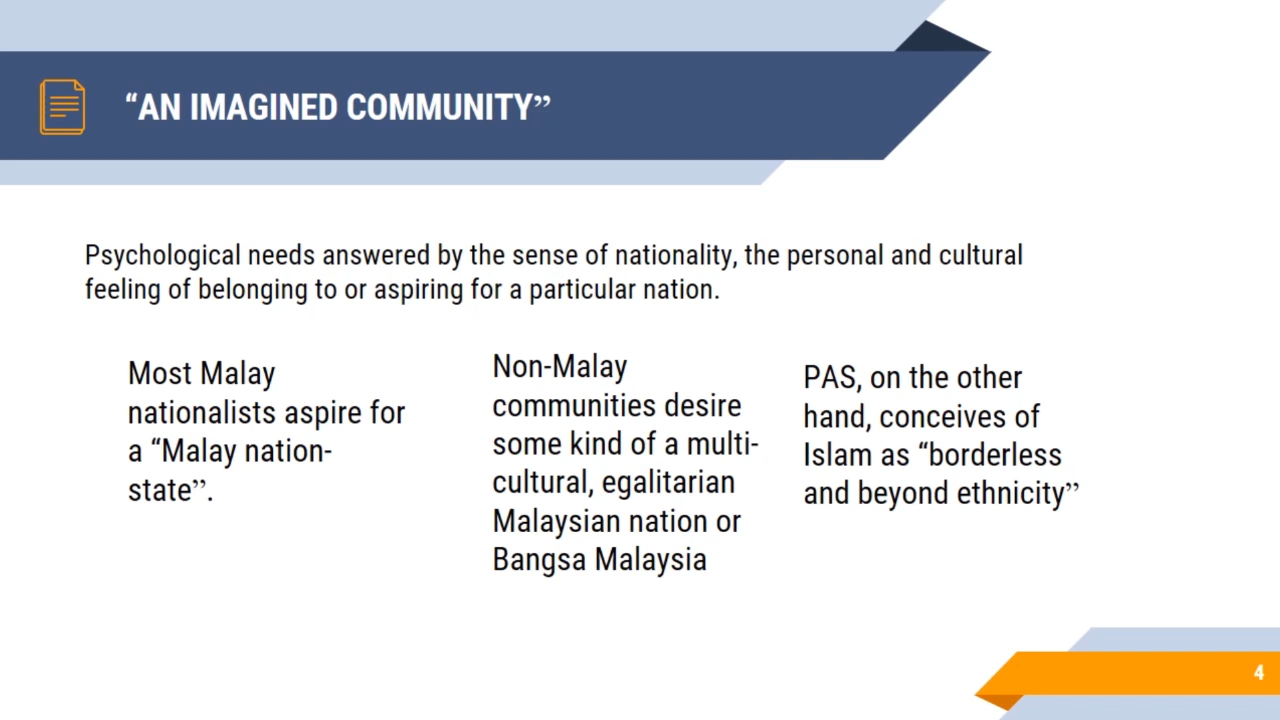 “AN IMAGINED COMMUNITY”
Psychological needs answered by the sense of nationality, the personal and cultural
feeling of belonging to or aspiring for a particular nation.
Most Malay
nationalists aspire for
a “Malay nation-
state”.
Non-Malay
communities desire
some kind of a multi-
cultural, egalitarian
Malaysian nation or
Bangsa Malaysia
PAS, on the other
hand, conceives of
Islam as “borderless
and beyond ethnicity”
4